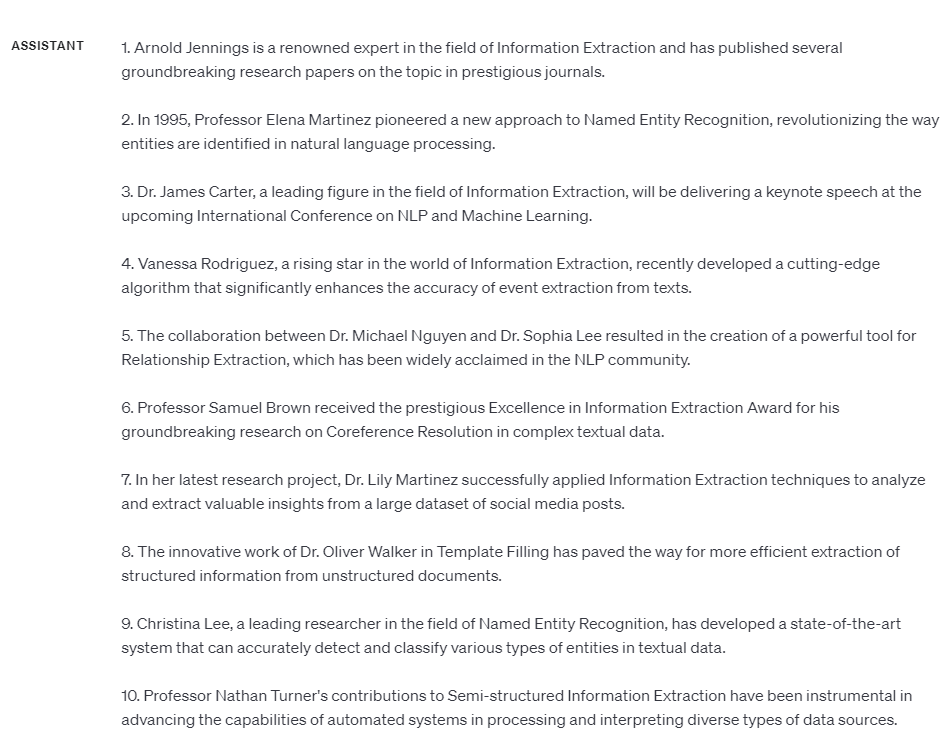 ASSISTANT
1. Arnold Jennings is a renowned expert in the field of Information Extraction and has published several
groundbreaking research papers on the topic in prestigious journals.
2. In 1995, Professor Elena Martinez pioneered a new approach to Named Entity Recognition, revolutionizing the way
entities are identified in natural language processing.
3. Dr. James Carter, a leading figure in the field of Information Extraction, will be delivering a keynote speech at the
upcoming International Conference on NLP and Machine Learning.
4. Vanessa Rodriguez, a rising star in the world of Information Extraction, recently developed a cutting-edge
algorithm that significantly enhances the accuracy of event extraction from texts.
5. The collaboration between Dr. Michael Nguyen and Dr. Sophia Lee resulted in the creation of a powerful tool for
Relationship Extraction, which has been widely acclaimed in the NLP community.
6. Professor Samuel Brown received the prestigious Excellence in Information Extraction Award for his
groundbreaking research on Coreference Resolution in complex textual data.
7. In her latest research project, Dr. Lily Martinez successfully applied Information Extraction techniques to analyze
and extract valuable insights from a large dataset of social media posts.
8. The innovative work of Dr. Oliver Walker in Template Filling has paved the way for more efficient extraction of
structured information from unstructured documents.
9. Christina Lee, a leading researcher in the field of Named Entity Recognition, has developed a state-of-the-art
system that can accurately detect and classify various types of entities in textual data.
10. Professor Nathan Turner's contributions to Semi-structured Information Extraction have been instrumental in
advancing the capabilities of automated systems in processing and interpreting diverse types of data sources.